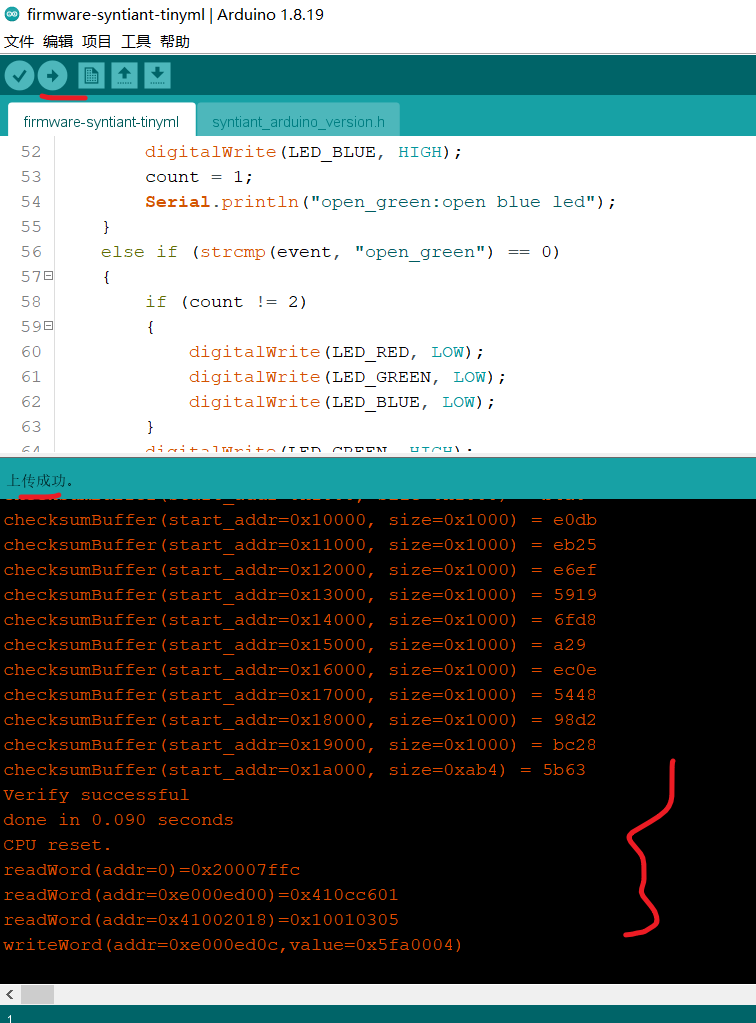 firmware-syntiant-tinyml | Arduino 1.8.19
文件 编辑 项目 工具 帮助
firmware-syntiant-tinyml syntiant_arduino_version.h
52 digitalWrite(LED_BLUE, HIGH);
53 count = 1;
54 Serial.println("open_green:open blue led");
55 }
56 else if (strcmp(event, "open_green") == 0)
57 {
58 if (count != 2)
59 {
60 digitalWrite(LED_RED, LOW);
61 digitalWrite(LED_GREEN, LOW);
62 digitalWrite(LED_BLUE, LOW);
63 }
64 digitalWrite(LED_GREEN, HIGH);
上传成功。
checksumBuffer(start_addr=0x10000, size=0x1000) = e0db
checksumBuffer(start_addr=0x11000, size=0x1000) = eb25
checksumBuffer(start_addr=0x12000, size=0x1000) = e6ef
checksumBuffer(start_addr=0x13000, size=0x1000) = 5919
checksumBuffer(start_addr=0x14000, size=0x1000) = 6fd8
checksumBuffer(start_addr=0x15000, size=0x1000) = a29
checksumBuffer(start_addr=0x16000, size=0x1000) = ec0e
checksumBuffer(start_addr=0x17000, size=0x1000) = 5448
checksumBuffer(start_addr=0x18000, size=0x1000) = 98d2
checksumBuffer(start_addr=0x19000, size=0x1000) = bc28
checksumBuffer(start_addr=0x1a000, size=0xab4) = 5b63
Verify successful
done in 0.090 seconds
CPU reset.
readWord(addr=0)=0x20007ffc
readWord(addr=0xe000ed00)=0x410cc601
readWord(addr=0x41002018)=0x10010305
writeWord(addr=0xe000ed0c,value=0x5fa0004)
1